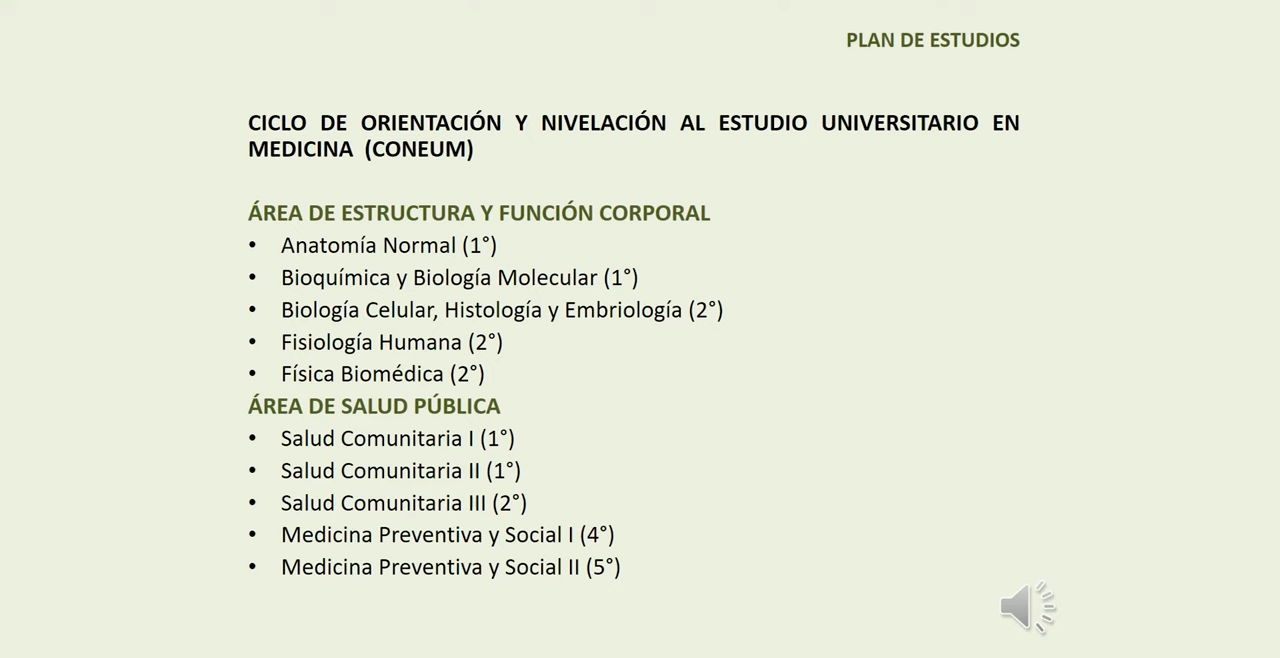 PLAN DE ESTUDIOS
CICLO DE ORIENTACIÓN Y NIVELACIÓN AL ESTUDIO UNIVERSITARIO EN
MEDICINA (CONEUM)
ÁREA DE ESTRUCTURA Y FUNCIÓN CORPORAL
• Anatomía Normal (1°)
• Bioquímica y Biología Molecular (1°)
• Biología Celular, Histología y Embriología (2°)
• Fisiología Humana (2°)
• Física Biomédica (2°)
ÁREA DE SALUD PÚBLICA
• Salud Comunitaria I (1°)
• Salud Comunitaria II (1°)
• Salud Comunitaria III (2°)
• Medicina Preventiva y Social I (4°)
• Medicina Preventiva y Social II (5°)